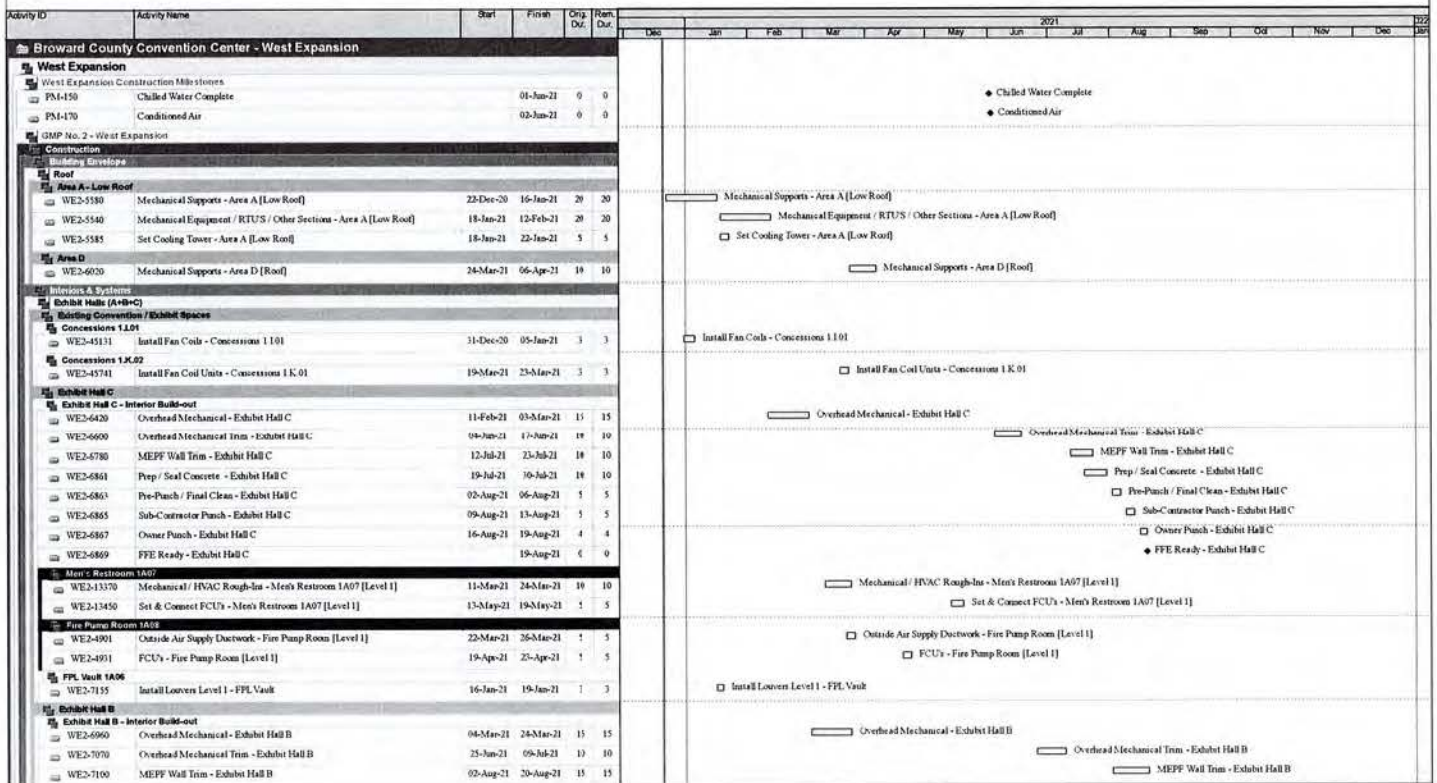 Activity ID Activity Name Start Finish Orig. Dur. Rem. Dur. 2021
Dec Jan Feb Mar Apr May Jun Jul Aug Sep Oct Nov Dec Jan
Broward County Convention Center - West Expansion
West Expansion
West Expansion Construction Milestones
PM-150 Chilled Water Complete 01-Jun-21 0 0 Chilled Water Complete
PM-170 Conditioned Air 02-Jun-21 0 0 Conditioned Air
GMP No. 2 - West Expansion
Construction
Building Envelope
Roof
Area A - Low Roof
WE2-5580 Mechanical Supports - Area A [Low Roof] 22-Dec-20 16-Jan-21 20 20 Mechanical Supports - Area A [Low Roof]
WE2-5540 Mechanical Equipment / RTU'S / Other Sections - Area A [Low Roof] 18-Jan-21 12-Feb-21 20 20 Mechanical Equipment / RTU'S / Other Sections - Area A [Low Roof]
WE2-5585 Set Cooling Tower - Area A [Low Roof] 18-Jan-21 22-Jan-21 5 5 Set Cooling Tower - Area A [Low Roof]
Area D
WE2-6020 Mechanical Supports - Area D [Roof] 24-Mar-21 06-Apr-21 10 10 Mechanical Supports - Area D [Roof]
Interiors & Systems
Exhibit Halls (A+B+C)
Existing Convention / Exhibit Spaces
Concessions 1.I.01
WE2-45131 Install Fan Coils - Concessions 1.I.01 31-Dec-20 05-Jan-21 3 3 Install Fan Coils - Concessions 1.I.01
Concessions 1.K.02
WE2-45741 Install Fan Coil Units - Concessions 1.K.01 19-Mar-21 23-Mar-21 3 3 Install Fan Coil Units - Concessions 1.K.01
Exhibit Hall C
Exhibit Hall C - Interior Build-out
WE2-6420 Overhead Mechanical - Exhibit Hall C 11-Feb-21 03-Mar-21 15 15 Overhead Mechanical - Exhibit Hall C
WE2-6600 Overhead Mechanical Trim - Exhibit Hall C 04-Jun-21 17-Jun-21 10 10 Overhead Mechanical Trim - Exhibit Hall C
WE2-6780 MEPF Wall Trim - Exhibit Hall C 12-Jul-21 23-Jul-21 10 10 MEPF Wall Trim - Exhibit Hall C
WE2-6861 Prep / Seal Concrete - Exhibit Hall C 19-Jul-21 30-Jul-21 10 10 Prep / Seal Concrete - Exhibit Hall C
WE2-6863 Pre-Punch / Final Clean - Exhibit Hall C 02-Aug-21 06-Aug-21 5 5 Pre-Punch / Final Clean - Exhibit Hall C
WE2-6865 Sub-Contractor Punch - Exhibit Hall C 09-Aug-21 13-Aug-21 5 5 Sub-Contractor Punch - Exhibit Hall C
WE2-6867 Owner Punch - Exhibit Hall C 16-Aug-21 19-Aug-21 4 4 Owner Punch - Exhibit Hall C
WE2-6869 FFE Ready - Exhibit Hall C 19-Aug-21 0 0 FFE Ready - Exhibit Hall C
Men's Restroom 1A07
WE2-13370 Mechanical / HVAC Rough-Ins - Men's Restroom 1A07 [Level 1] 11-Mar-21 24-Mar-21 10 10 Mechanical / HVAC Rough-Ins - Men's Restroom 1A07 [Level 1]
WE2-13450 Set & Connect FCU's - Men's Restroom 1A07 [Level 1] 13-May-21 19-May-21 5 Set & Connect FCU's - Men's Restroom 1A07 [Level 1]
Fire Pump Room 1A08
WE2-4901 Outside Air Supply Ductwork - Fire Pump Room [Level 1] 22-Mar-21 26-Mar-21 5 Outside Air Supply Ductwork - Fire Pump Room [Level 1]
WE2-4931 FCU's - Fire Pump Room [Level 1] 19-Apr-21 23-Apr-21 5 FCU's - Fire Pump Room [Level 1]
FPL Vault 1A06
WE2-7155 Install Louvers Level 1 - FPL Vault 16-Jan-21 19-Jan-21 3 Install Louvers Level 1 - FPL Vault
Exhibit Hall B
Exhibit Hall B - Interior Build-out
WE2-6960 Overhead Mechanical - Exhibit Hall B 04-Mar-21 24-Mar-21 15 15 Overhead Mechanical - Exhibit Hall B
WE2-7070 Overhead Mechanical Trim - Exhibit Hall B 25-Jun-21 09-Jul-21 10 10 Overhead Mechanical Trim - Exhibit Hall B
WE2-7100 MEPF Wall Trim - Exhibit Hall B 02-Aug-21 20-Aug-21 15 15 MEPF Wall Trim - Exhibit Hall B